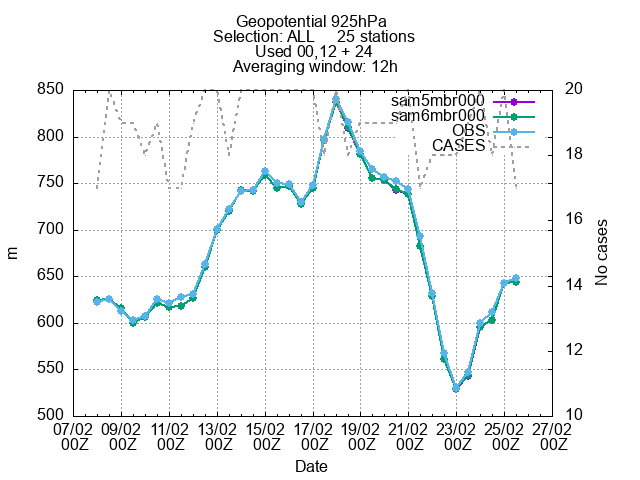 Geopotential 925hPa
Selection: ALL 25 stations
Used 00,12 + 24
Averaging window: 12h
850 20
sam5mbr000
sam6mbr000
OBS
CASES
800
18
750
700
16
m
No cases
650
14
600
12
550
500 10
07/02 09/02 11/02 13/02 15/02 17/02 19/02 21/02 23/02 25/02 27/02
00Z 00Z 00Z 00Z 00Z 00Z 00Z 00Z 00Z 00Z 00Z
Date